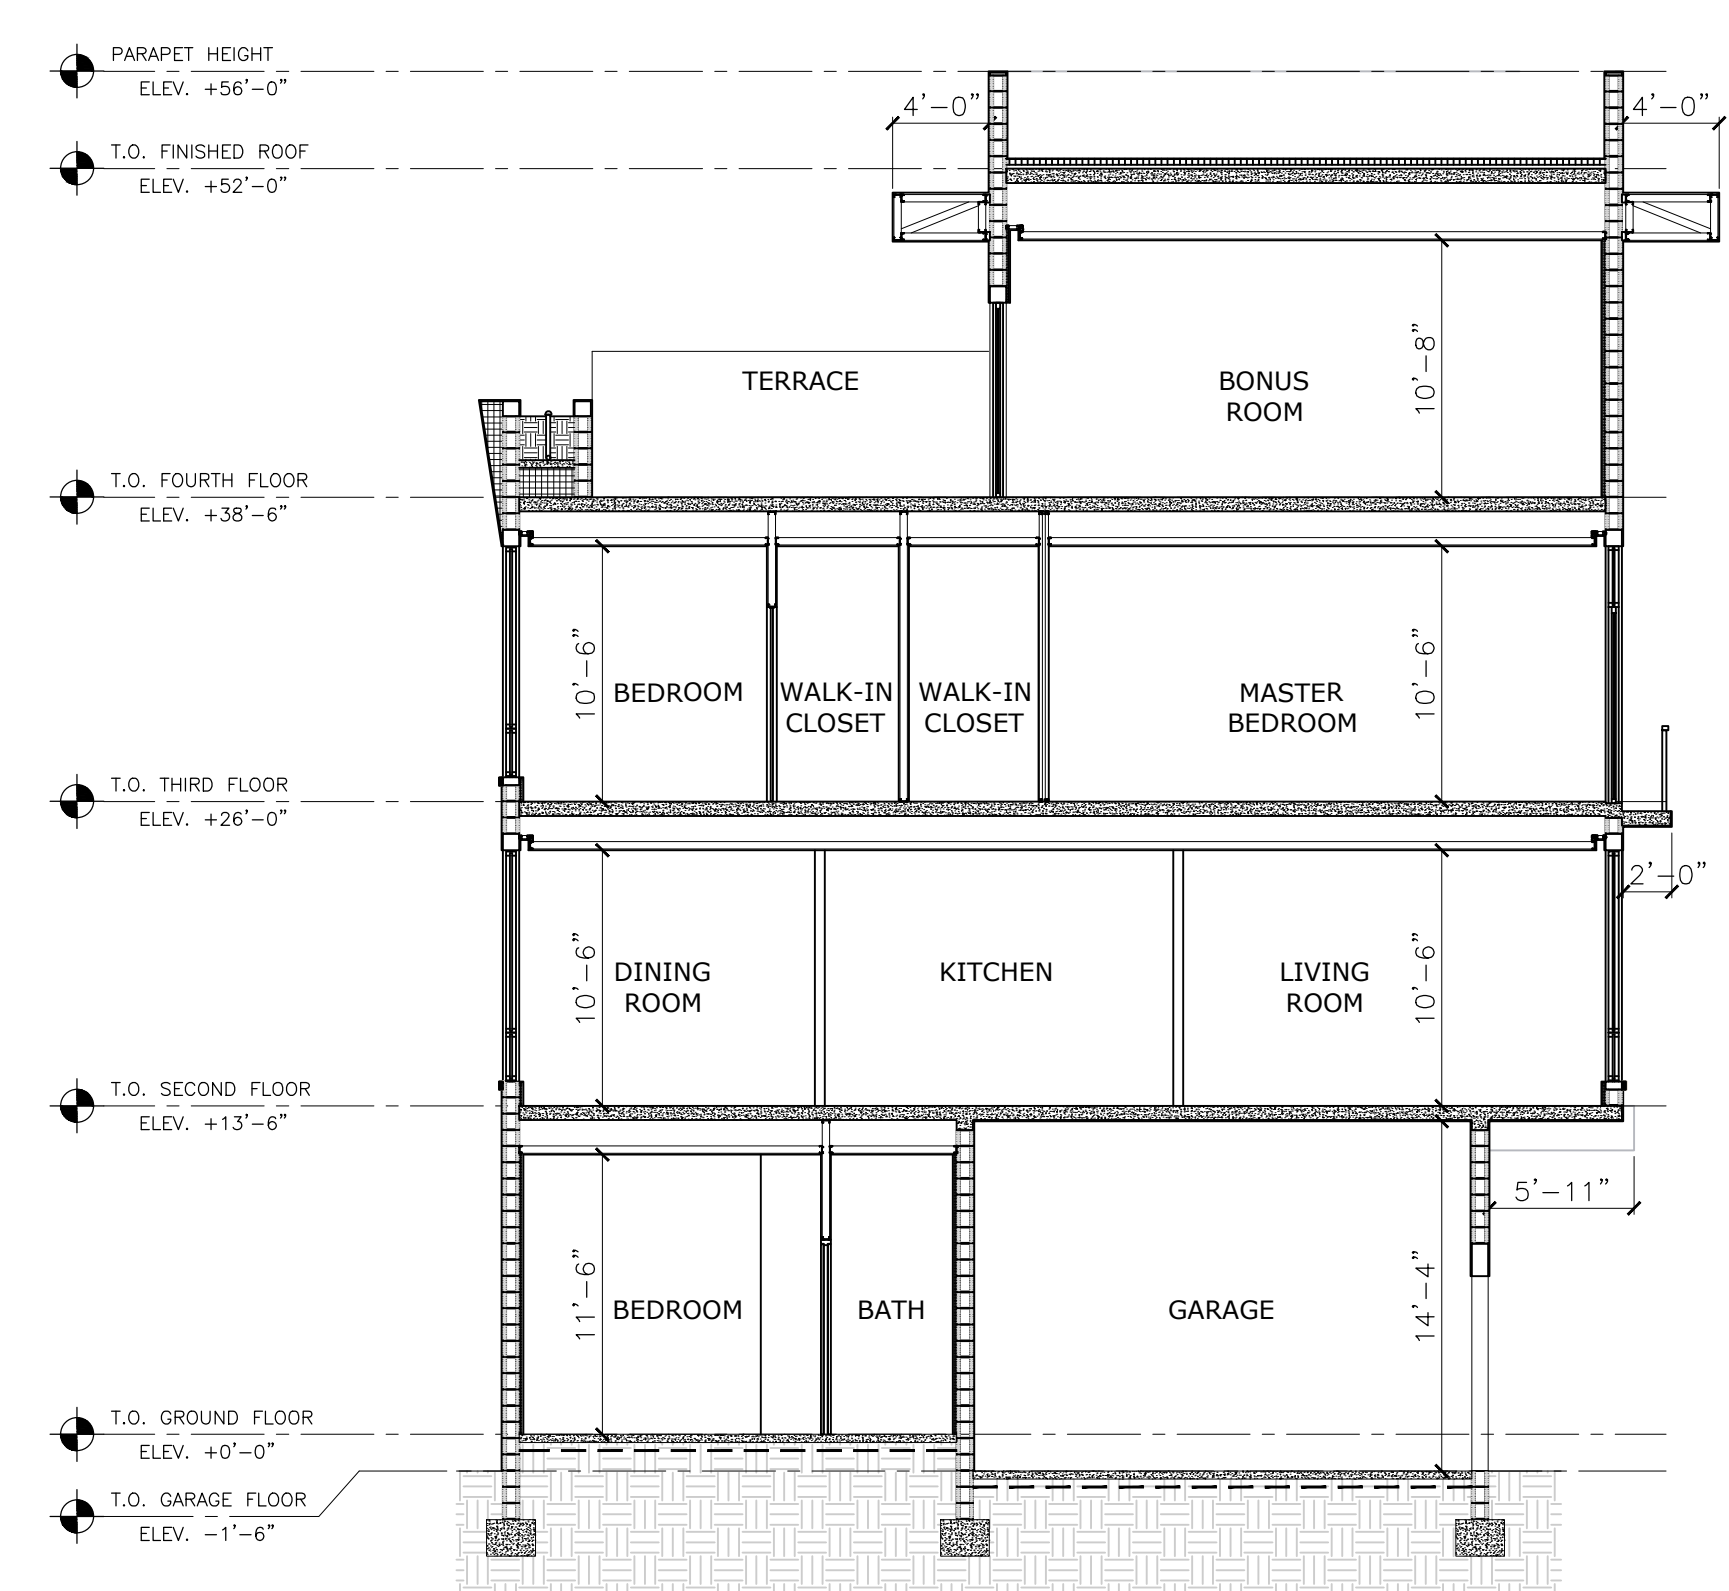 PARAPET HEIGHT
ELEV. +56'-0"
4'-0"
4'-0"
T.O. FINISHED ROOF
ELEV. +52'-0"
10'-8"
TERRACE
BONUS
ROOM
T.O. FOURTH FLOOR
ELEV. +38'-6"
10'-6"
BEDROOM
WALK-IN
CLOSET
WALK-IN
CLOSET
MASTER
BEDROOM
10'-6"
T.O. THIRD FLOOR
ELEV. +26'-0"
2'-0"
10'-6"
DINING
ROOM
KITCHEN
LIVING
ROOM
10'-6"
T.O. SECOND FLOOR
ELEV. +13'-6"
5'-11"
11'-6"
BEDROOM
BATH
GARAGE
14'-4"
T.O. GROUND FLOOR
ELEV. +0'-0"
T.O. GARAGE FLOOR
ELEV. -1'-6"